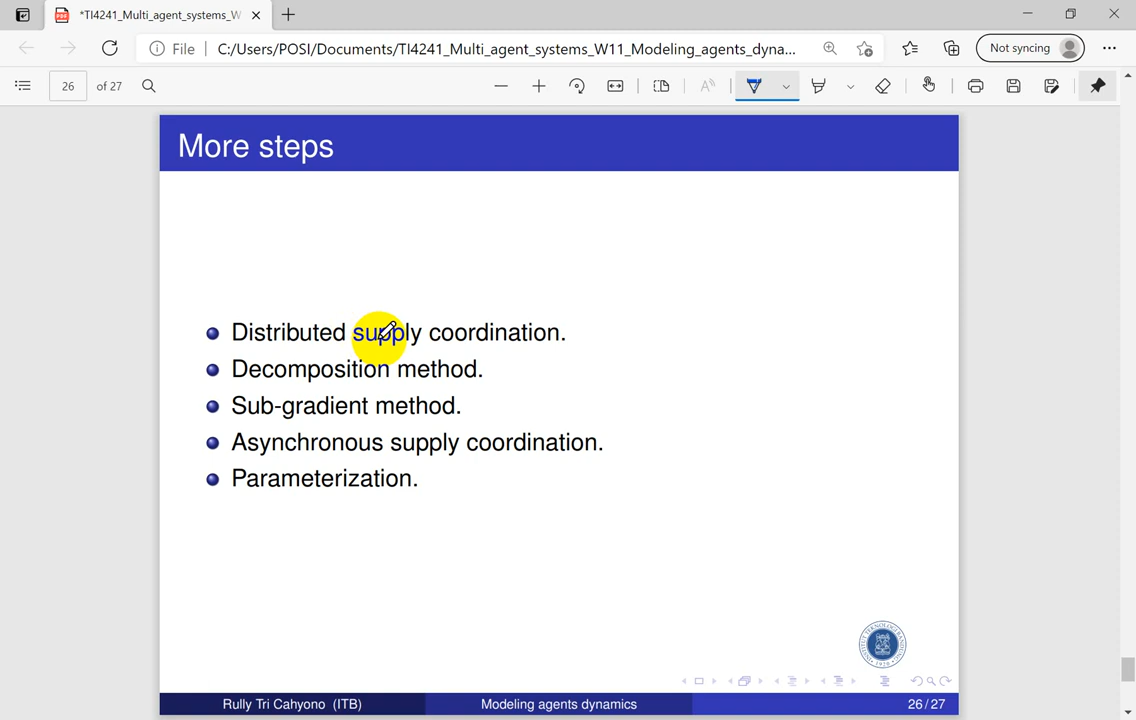 *TI4241_Multi_agent_systems_W
File
C:/Users/POSI/Documents/TI4241_Multi_agent_systems_W11_Modeling_agents_dyna...
Not syncing
26 of 27
More steps
Distributed supply coordination.
Decomposition method.
Sub-gradient method.
Asynchronous supply coordination.
Parameterization.
Rully Tri Cahyono (ITB)
Modeling agents dynamics
26/27